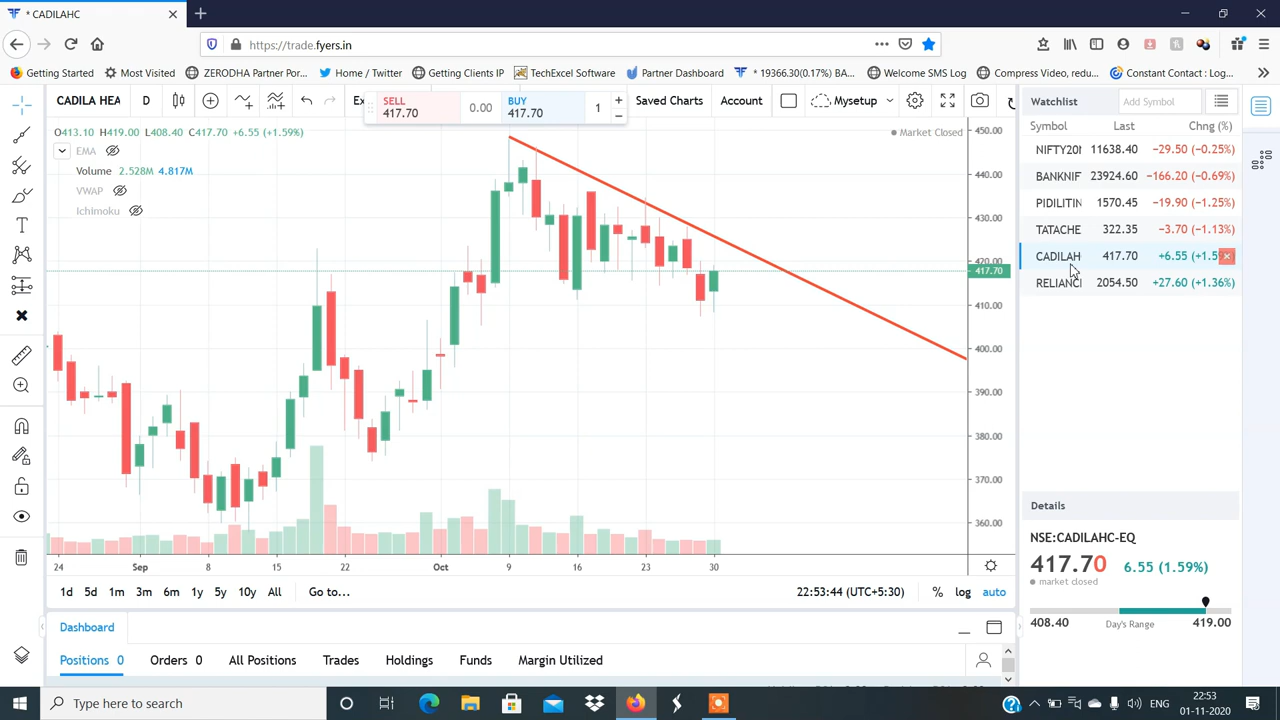 * CADILAHC
https://trade.fyers.in
Getting Started
Most Visited
ZERODHA Partner Por...
Home / Twitter
Getting Clients IP
TechExcel Software
Partner Dashboard
* 19366.30(0.17%) BA...
Welcome SMS Log
Compress Video, redu...
Constant Contact : Log...
CADILA HEA
D
SELL
417.70
0.00
BUY
417.70
1
Saved Charts
Account
Mysetup
O413.10 H419.00 L408.40 C417.70 +6.55 (+1.59%)
Market Closed
EMA
Volume 2.528M 4.817M
VWAP
Ichimoku
450.00
440.00
430.00
420.00
417.70
410.00
400.00
390.00
380.00
370.00
360.00
24 Sep 8 15 22 Oct 9 16 23 30
1d 5d 1m 3m 6m 1y 5y 10y All Go to...
22:53:44 (UTC+5:30)
% log auto
Dashboard
Positions 0
Orders 0
All Positions
Trades
Holdings
Funds
Margin Utilized
Watchlist
Add Symbol
Symbol Last Chng (%)
11638.40 −29.50 (−0.25%)
BANKNIF 23924.60 −166.20 (−0.69%)
PIDILITIN 1570.45 −19.90 (−1.25%)
TATACHE 322.35 −3.70 (−1.13%)
CADILAH 417.70 +6.55
2054.50 +27.60 (+1.36%)
Details
NSE:CADILAHC-EQ
417.70 6.55 (1.59%)
market closed
408.40 Day's Range 419.00
Type here to search
ENG
22:53
01-11-2020